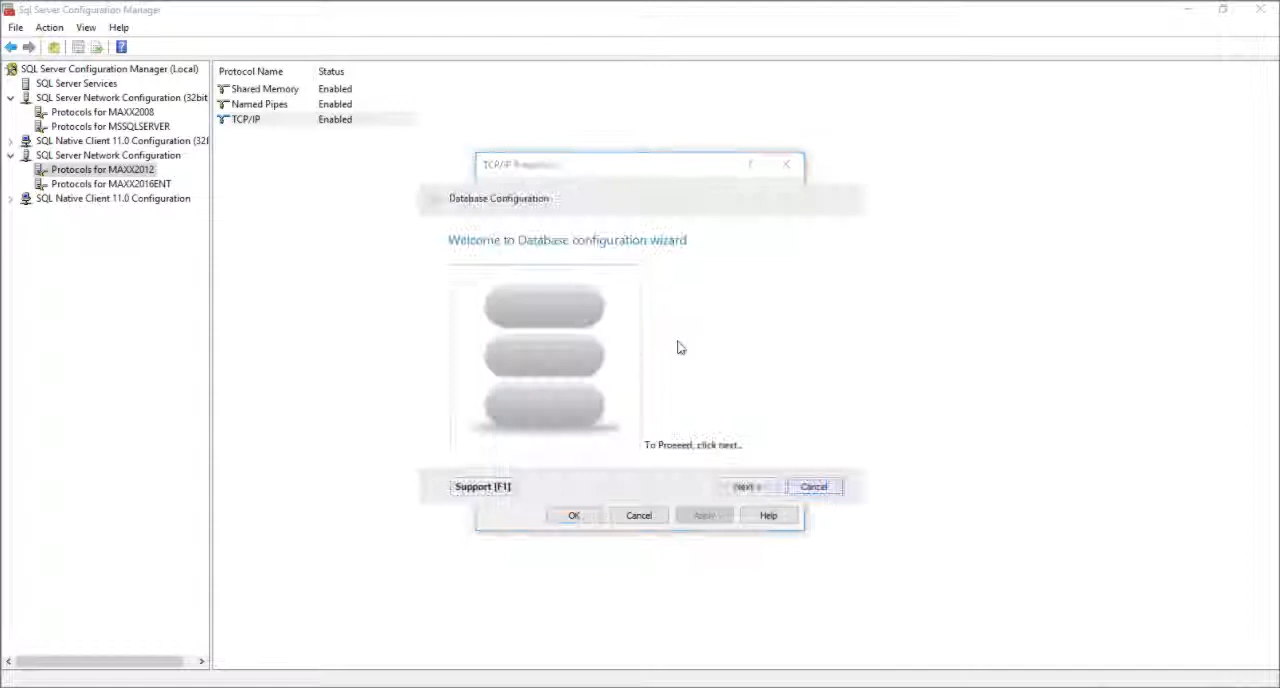 Sql Server Configuration Manager
File Action View Help
SQL Server Configuration Manager (Local)
SQL Server Services
SQL Server Network Configuration (32bit
Protocols for MAXX2008
Protocols for MSSQLSERVER
SQL Native Client 11.0 Configuration (32
SQL Server Network Configuration
Protocols for MAXX2012
Protocols for MAXX2016ENT
SQL Native Client 11.0 Configuration
Protocol Name Status
Shared Memory Enabled
Named Pipes Enabled
TCP/IP Enabled
TCP/IP
Database Configuration
Welcome to Database configuration wizard
To Proceed, click next..
Support [F1] Next > Cancel
OK Cancel Apply Help